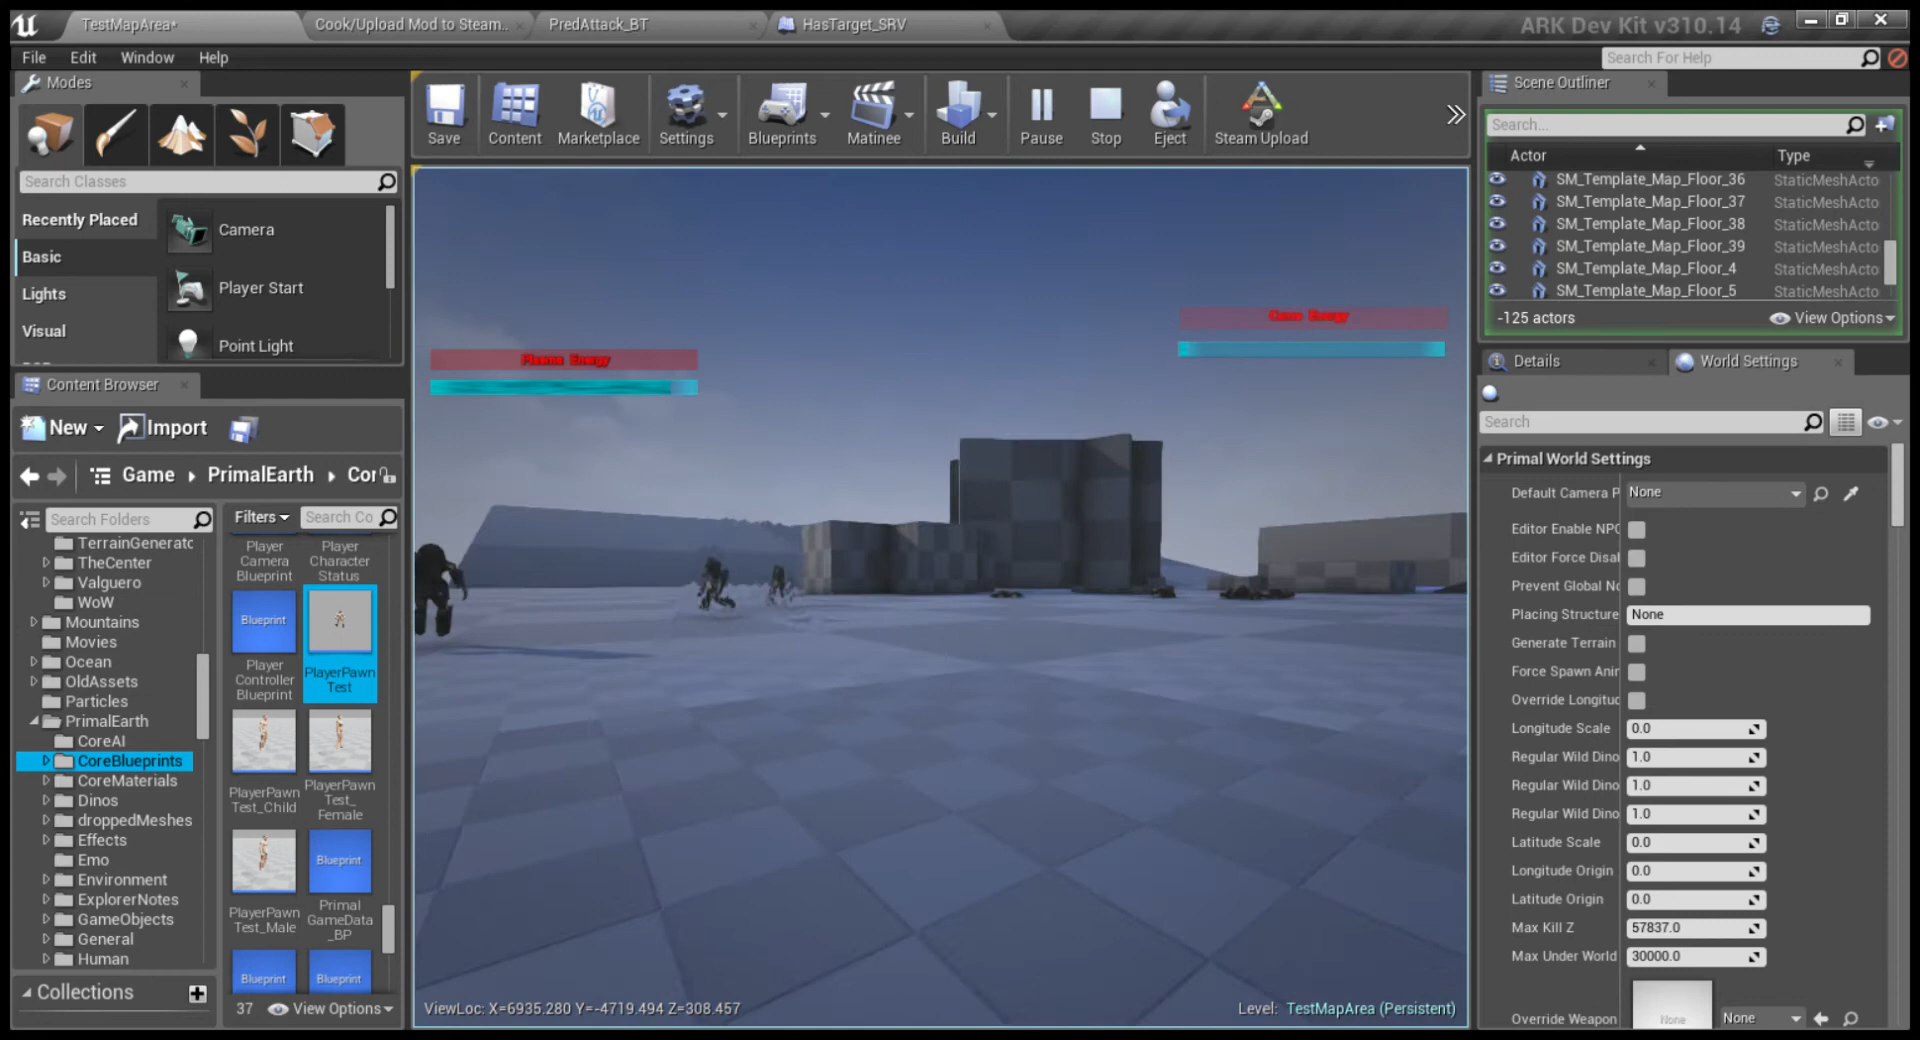 TestMapArea*
Cook/Upload Mod to Steam..
PredAttack_BT
HasTarget_SRV
ARK Dev Kit v310.14
File
Edit
Window
Help
Search For Help
Modes
Search Classes
Recently Placed
Basic
Lights
Visual
Camera
Player Start
Point Light
Save
Content
Marketplace
Settings
Blueprints
Matinee
Build
Pause
Stop
Eject
Steam Upload
Content Browser
New
Import
Game
PrimalEarth
Cor
Search Folders
TerrainGenerato
TheCenter
Valguero
WoW
Mountains
Movies
Ocean
OldAssets
Particles
PrimalEarth
CoreAI
CoreBlueprints
CoreMaterials
Dinos
droppedMeshes
Effects
Emo
Environment
ExplorerNotes
GameObjects
General
Human
Collections
Filters
Search Co
Player
Camera
Blueprint
Player
Character
Status
Blueprint
Player
Controller
Blueprint
PlayerPawn
Test
PlayerPawn
Test_Child
PlayerPawn
Test_
Female
PlayerPawn
Test_Male
Blueprint
Primal
GameData
_BP
Blueprint
Blueprint
37
View Options
Plasma Energy
Energy
ViewLoc: X=6935.280 Y=-4719.494 Z=308.457
Level: TestMapArea (Persistent)
Scene Outliner
Search...
Actor
Type
SM_Template_Map_Floor_36 StaticMeshActo
SM_Template_Map_Floor_37 StaticMeshActo
SM_Template_Map_Floor_38 StaticMeshActo
SM_Template_Map_Floor_39 StaticMeshActo
SM_Template_Map_Floor_4 StaticMeshActo
SM_Template_Map_Floor_5 StaticMeshActo
-125 actors
View Options
Details
World Settings
Search
Primal World Settings
Default Camera P None
Editor Enable NPC
Editor Force Disal
Prevent Global No
Placing Structure None
Generate Terrain
Force Spawn Anir
Override Longitud
Longitude Scale 0.0
Regular Wild Dino 1.0
Regular Wild Dino 1.0
Regular Wild Dino 1.0
Latitude Scale 0.0
Longitude Origin 0.0
Latitude Origin 0.0
Max Kill Z 57837.0
Max Under World 30000.0
Override Weapon None None